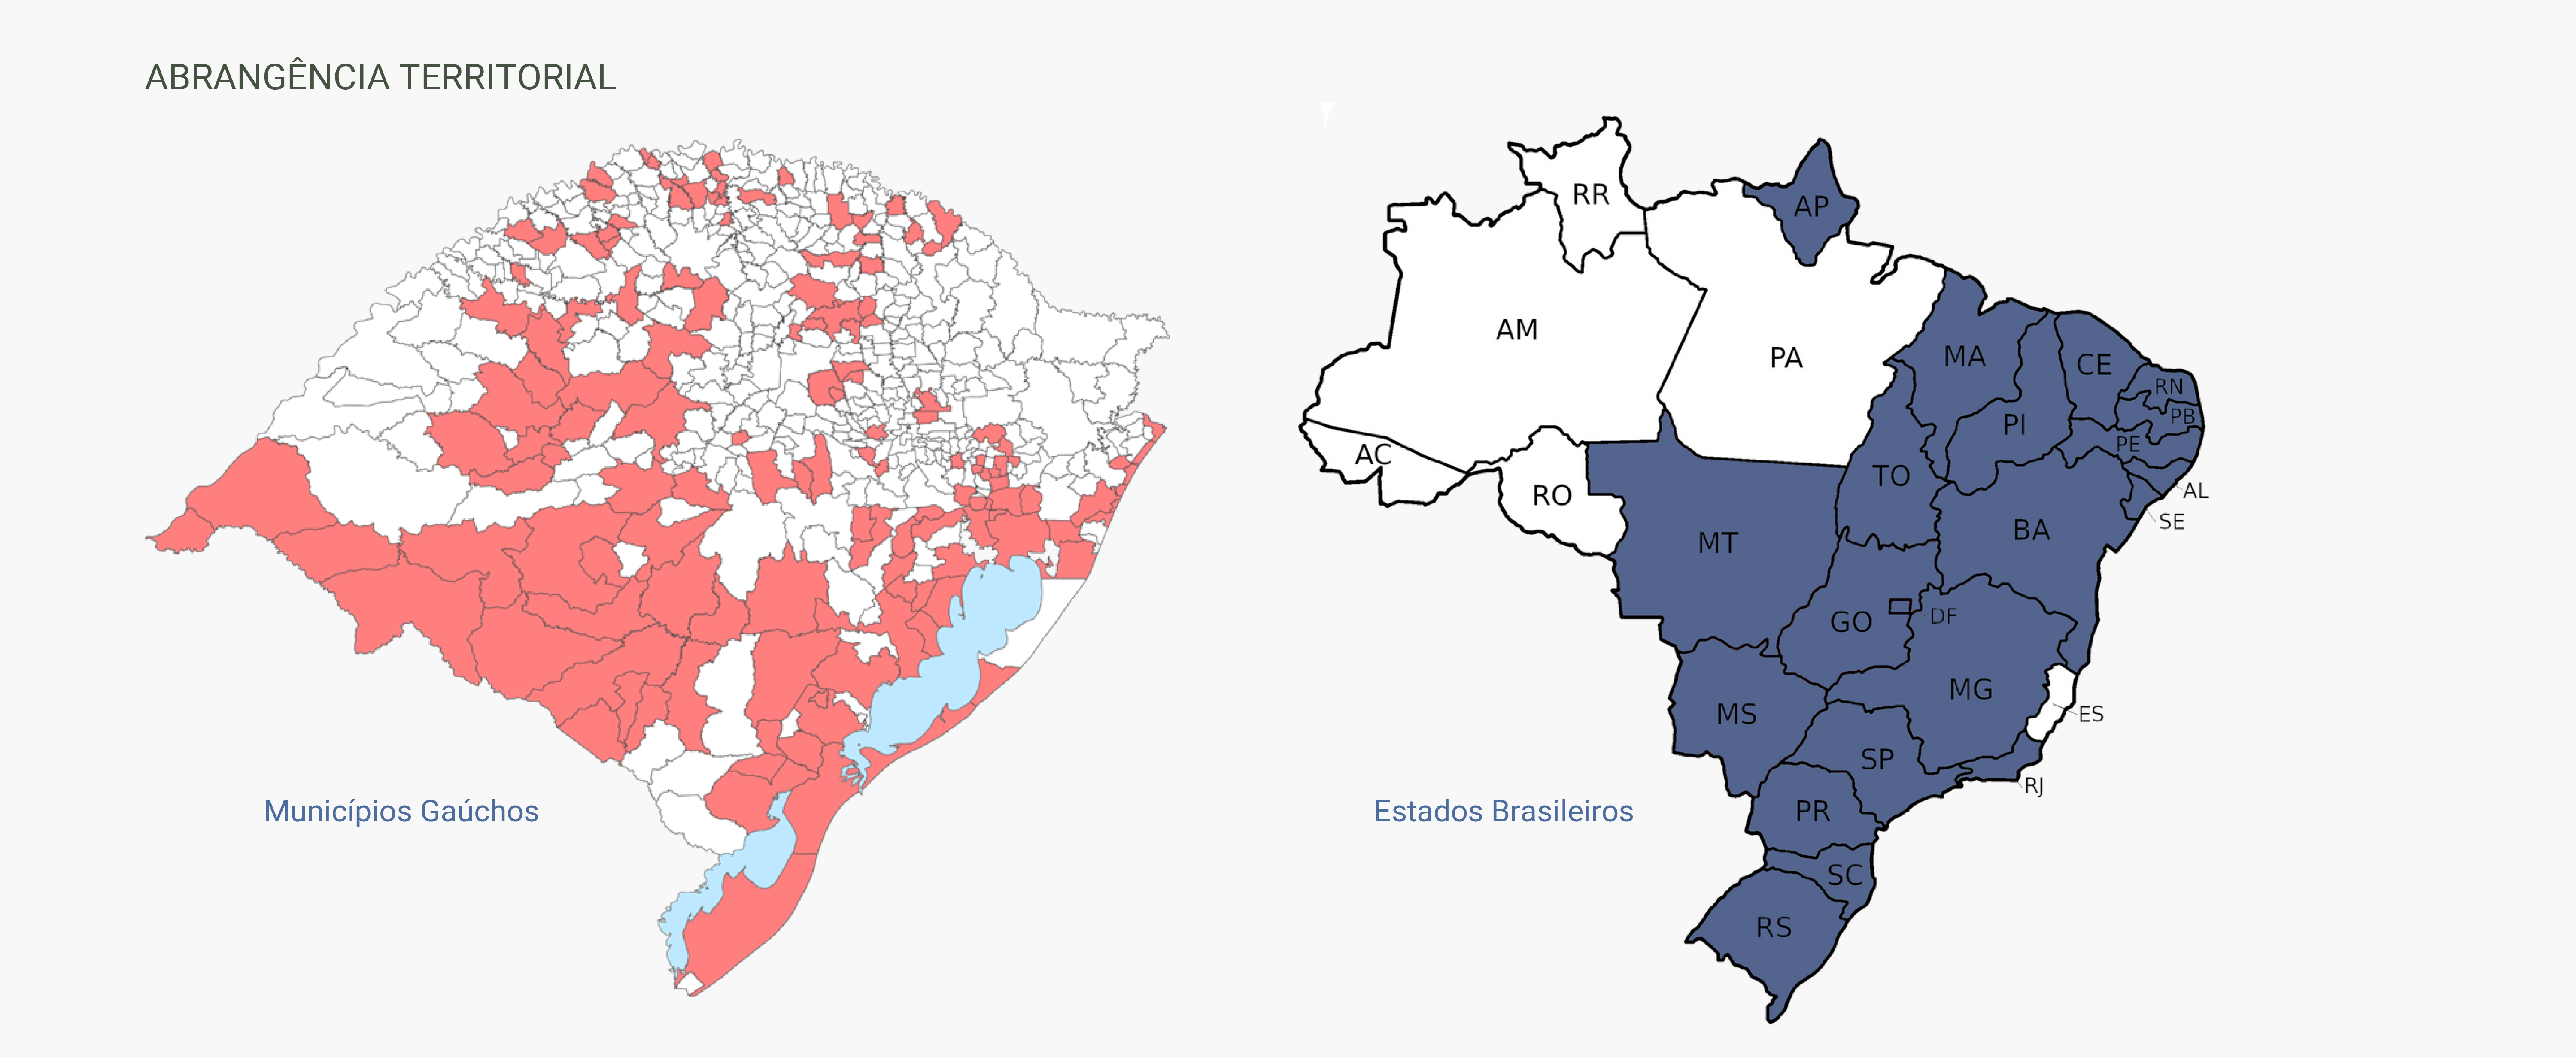 ABRANGÊNCIA TERRITORIAL
Municípios Gaúchos
RR
AP
AM
PA
MA
CE
RN
PB
PI
PE
AC
TO
AL
RO
SE
BA
MT
DF
GO
MG
MS
ES
SP
RJ
PR
SC
RS
Estados Brasileiros